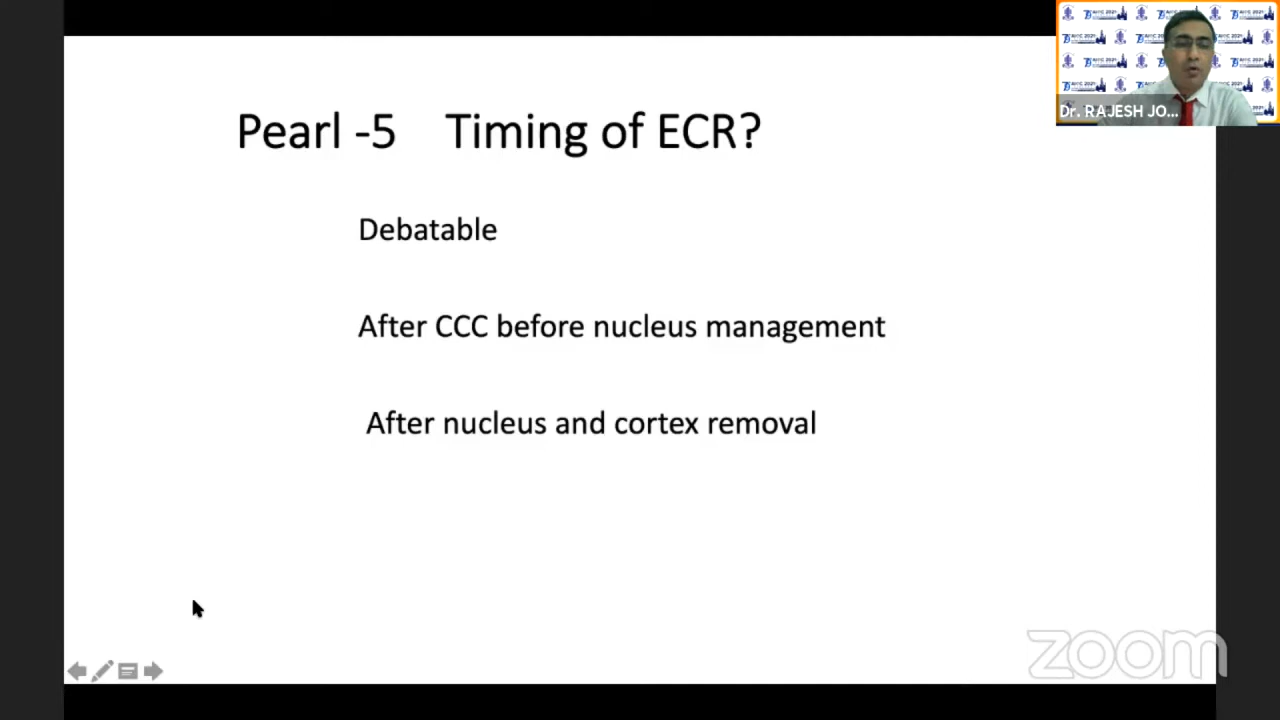 Pearl -5 Timing of ECR?
Debatable
After CCC before nucleus management
After nucleus and cortex removal
Dr. RAJESH JO...
zoom